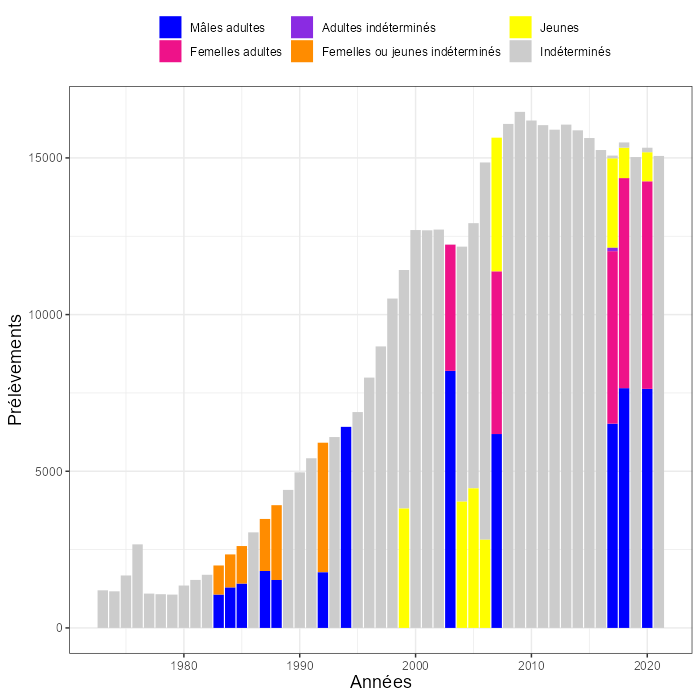 Mâles adultes
Adultes indéterminés
Jeunes
Femelles adultes
Femelles ou jeunes indéterminés
Indéterminés
15000
10000
5000
0
Prélèvements
1980
1990
2000
2010
2020
Années